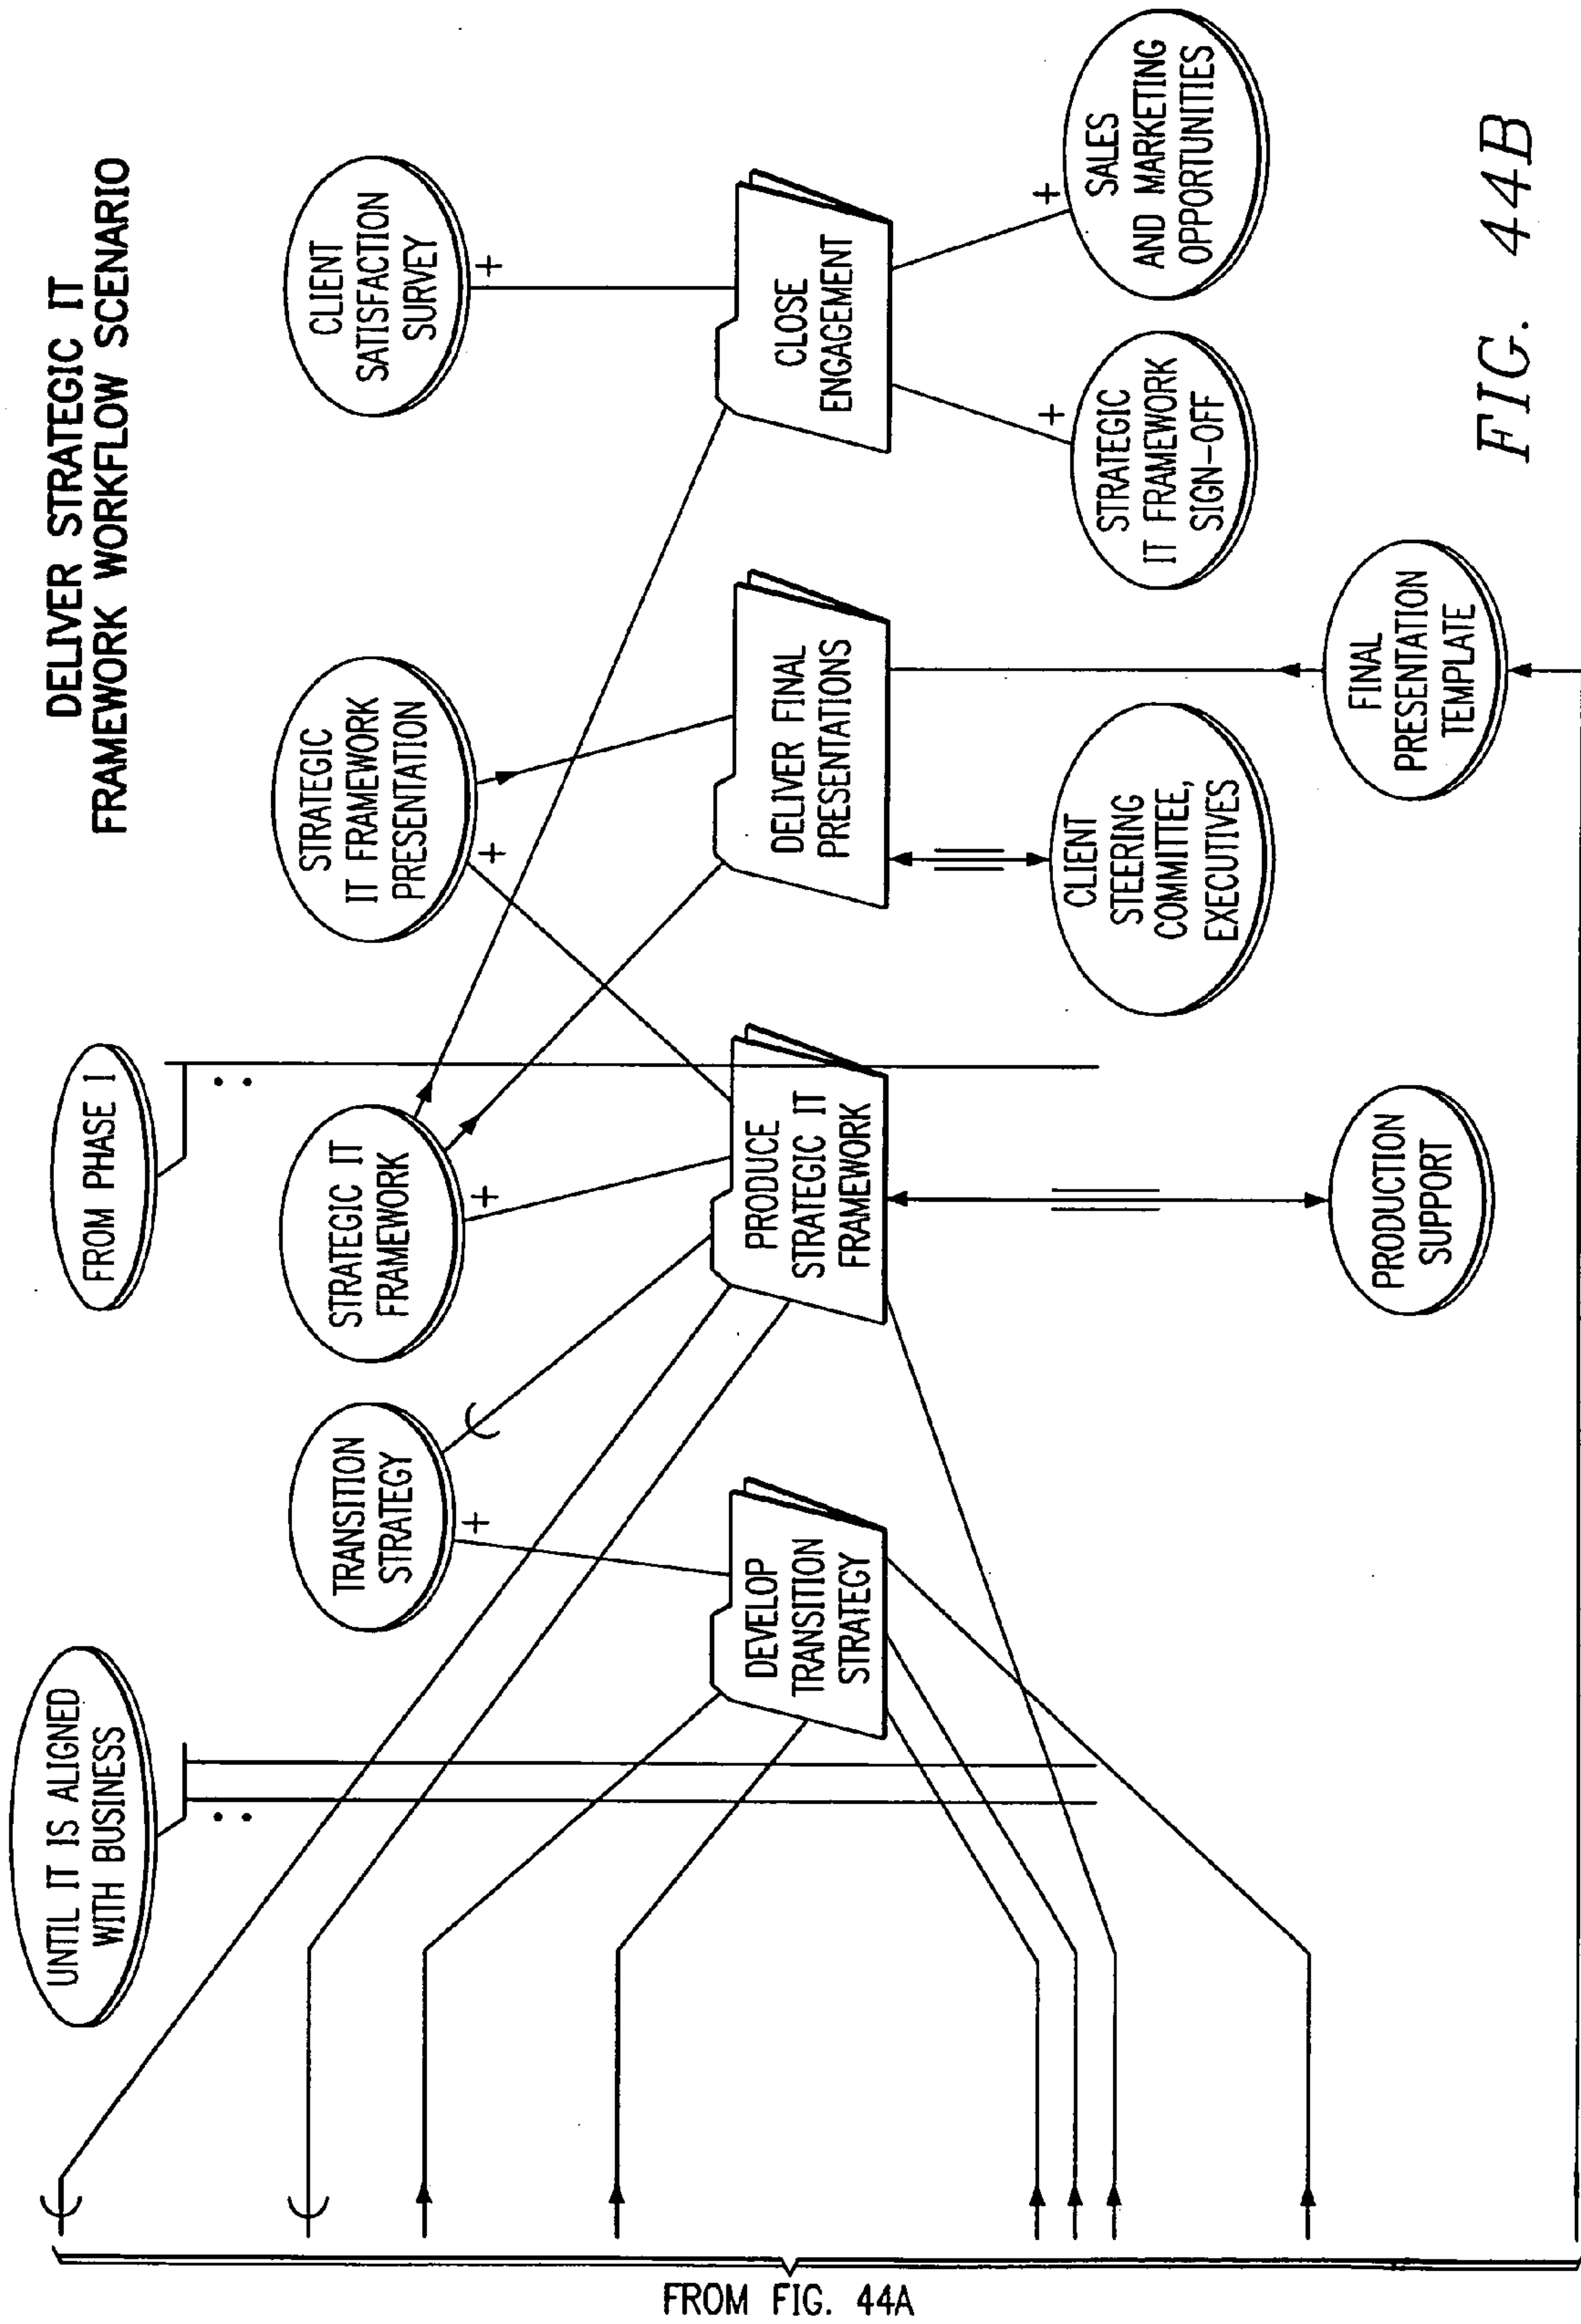 DELIVER STRATEGIC IT
FRAMEWORK WORKFLOW SCENARIO
UNTIL IT IS ALIGNED
WITH BUSINESS
FROM PHASE 1
TRANSITION
STRATEGY
STRATEGIC IT
FRAMEWORK
STRATEGIC
IT FRAMEWORK
PRESENTATION
CLIENT
SATISFACTION
SURVEY
DEVELOP
TRANSITION
STRATEGY
PRODUCE
STRATEGIC IT
FRAMEWORK
DELIVER FINAL
PRESENTATIONS
CLOSE
ENGAGEMENT
CLIENT
STEERING
COMMITTEE,
EXECUTIVES
STRATEGIC
IT FRAMEWORK
SIGN-OFF
SALES
AND MARKETING
OPPORTUNITIES
PRODUCTION
SUPPORT
FINAL
PRESENTATION
TEMPLATE
FROM FIG. 44A
FIG. 44B